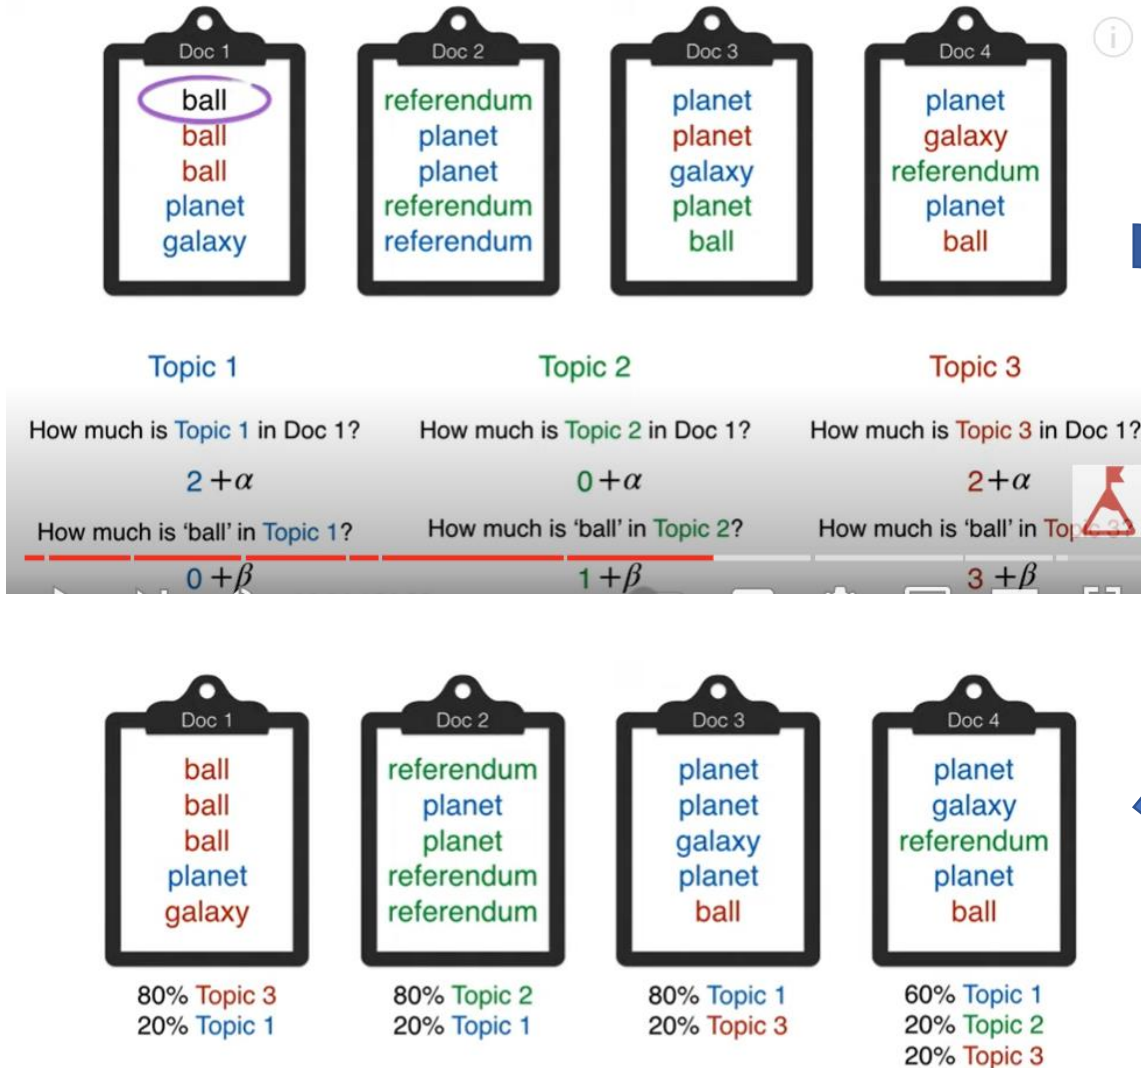 Doc 1
ball
ball
ball
planet
galaxy
Doc 2
referendum
planet
planet
referendum
referendum
Doc 3
planet
planet
galaxy
planet
ball
Doc 4
planet
galaxy
referendum
planet
ball
Topic 1
How much is Topic 1 in Doc 1?
2 +α
How much is ‘ball’ in Topic 1?
0 +β
Topic 2
How much is Topic 2 in Doc 1?
0 +α
How much is ‘ball’ in Topic 2?
1 +β
Topic 3
How much is Topic 3 in Doc 1?
2+α
How much is ‘ball’ in Topic 3?
3 +β
Doc 1
ball
ball
ball
planet
galaxy
80% Topic 3
20% Topic 1
Doc 2
referendum
planet
planet
referendum
referendum
80% Topic 2
20% Topic 1
Doc 3
planet
planet
galaxy
planet
ball
80% Topic 1
20% Topic 3
Doc 4
planet
galaxy
referendum
planet
ball
60% Topic 1
20% Topic 2
20% Topic 3